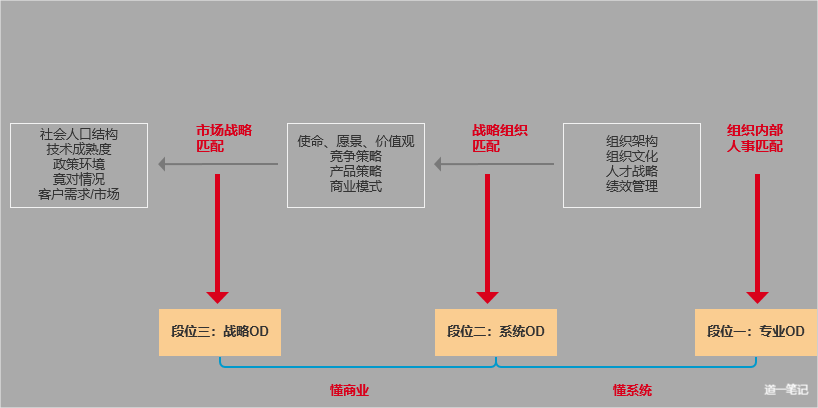 市场战略
匹配
战略组织
匹配
组织内部
人事匹配
社会人口结构
技术成熟度
政策环境
竟对情况
客户需求/市场
使命、愿景、价值观
竞争策略
产品策略
商业模式
组织架构
组织文化
人才战略
绩效管理
段位三：战略OD
段位二：系统OD
段位一：专业OD
懂商业
懂系统
道一笔记